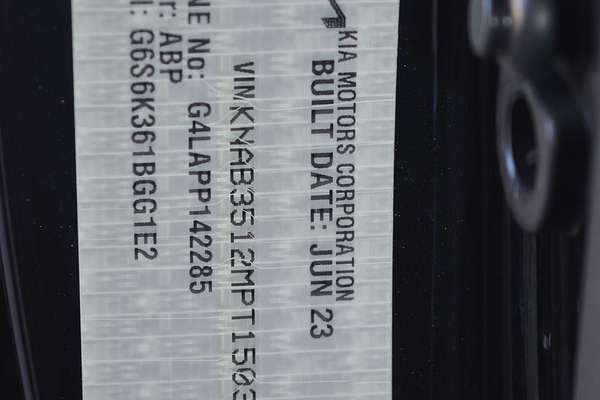 KIA MOTORS CORPORATION
BUILT DATE: JUN 23
VIN KNAB3512MPT1503
NE No: G4LAPP142285
r: ABP
l: G6S6K361BGG1E2